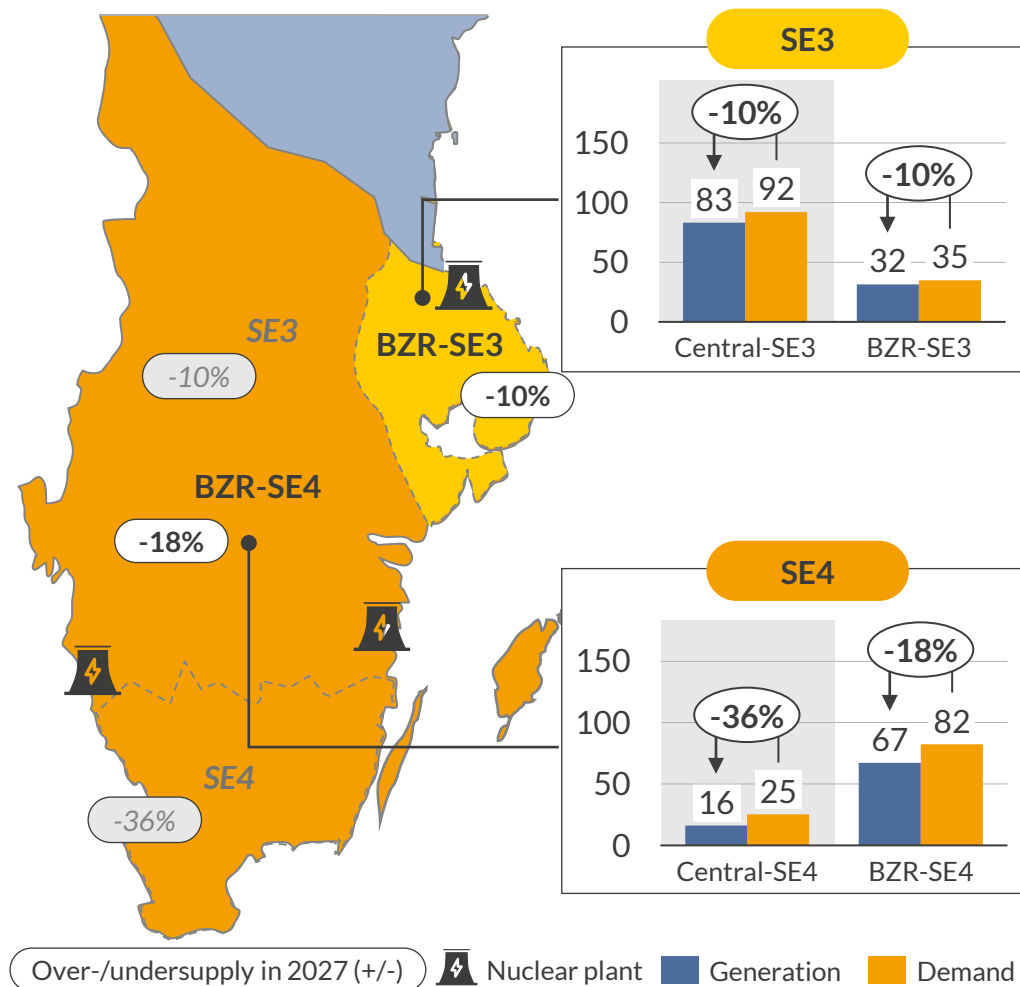 SE3
BZR-SE3
-10%
-10%
BZR-SE4
-18%
SE4
-36%
SE3
150
100
50
0
-10%
83
92
-10%
32
35
Central-SE3
BZR-SE3
SE4
150
100
50
0
-36%
16
25
-18%
67
82
Central-SE4
BZR-SE4
Over-/undersupply in 2027 (+/-)
Nuclear plant
Generation
Demand